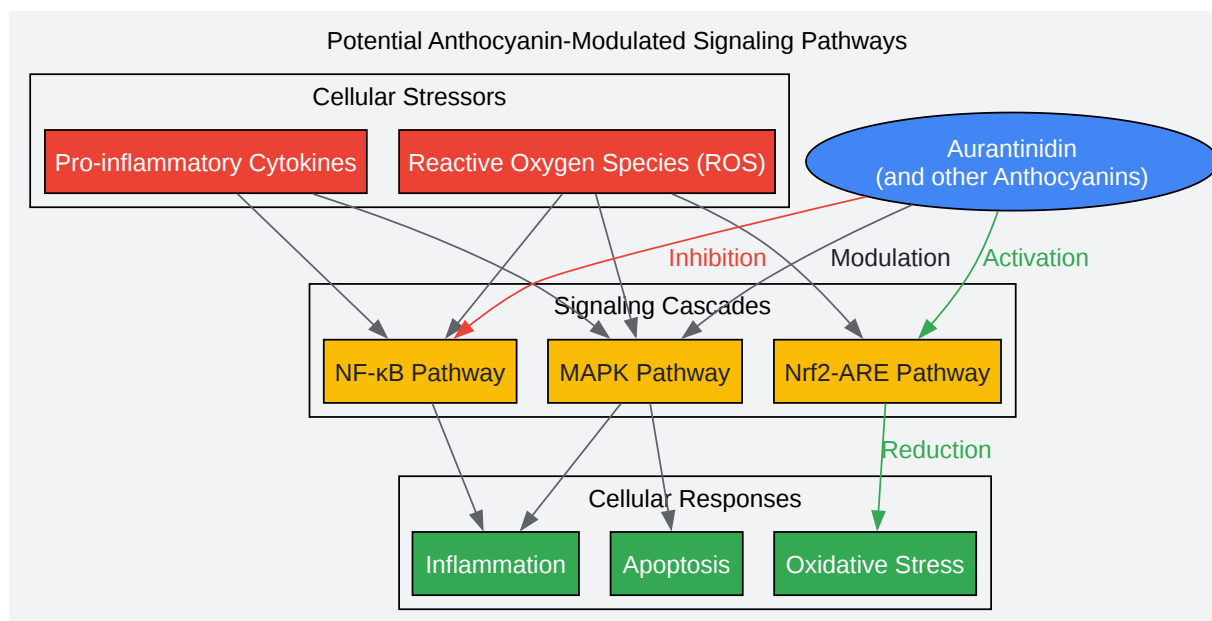 Potential Anthocyanin-Modulated Signaling Pathways
Cellular Stressors
Pro-inflammatory Cytokines
Reactive Oxygen Species (ROS)
Aurantinidin
(and other Anthocyanins)
Inhibition
Modulation
Activation
Signaling Cascades
NF-κB Pathway
MAPK Pathway
Nrf2-ARE Pathway
Reduction
Cellular Responses
Inflammation
Apoptosis
Oxidative Stress